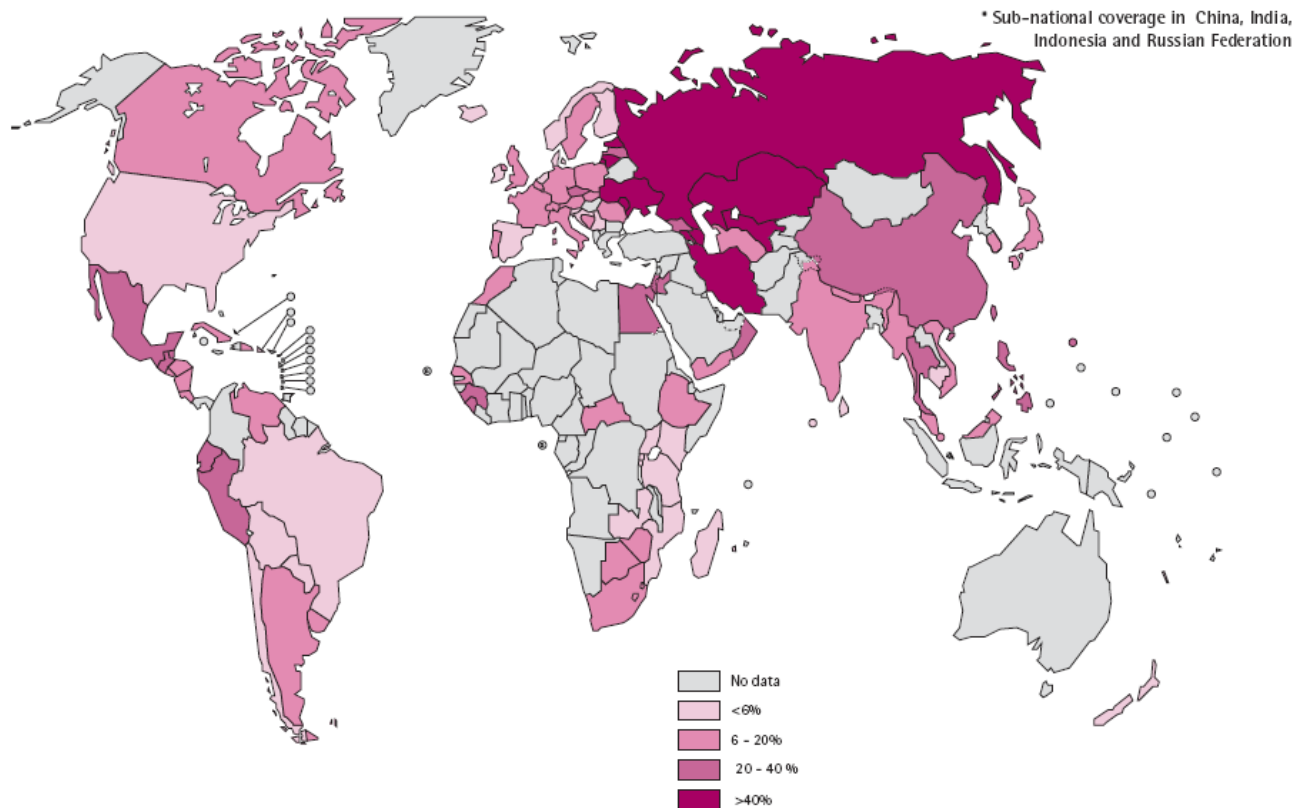 * Sub-national coverage in China, India,
Indonesia and Russian Federation
No data
<6%
6 – 20%
20 – 40 %
>40%